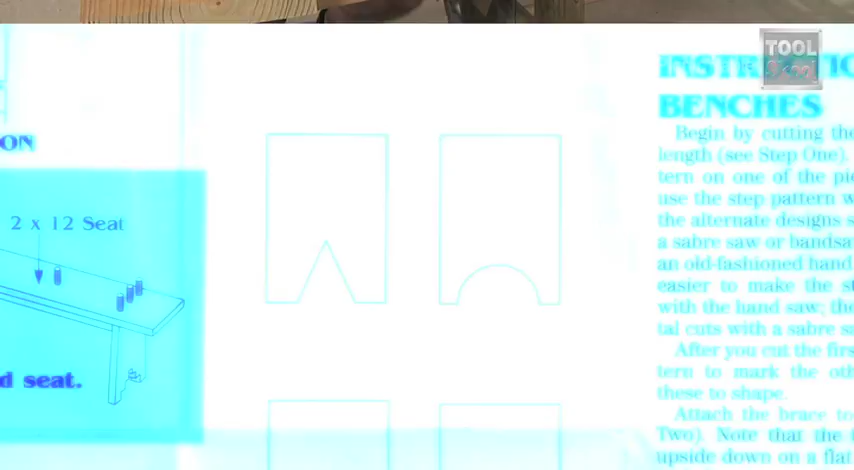 ON
2 x 12 Seat
d seat.
TOOL
BENCHES
Begin by cutting the
length (see Step One).
tern on one of the pie
use the step pattern w
the alternate designs s
a sabre saw or bandsa
an old-fashioned hand
easier to make the st
with the hand saw; the
tal cuts with a sabre sa
After you cut the firs
tern to mark the oth
these to shape.
Attach the brace to
Two). Note that the
upside down on a flat